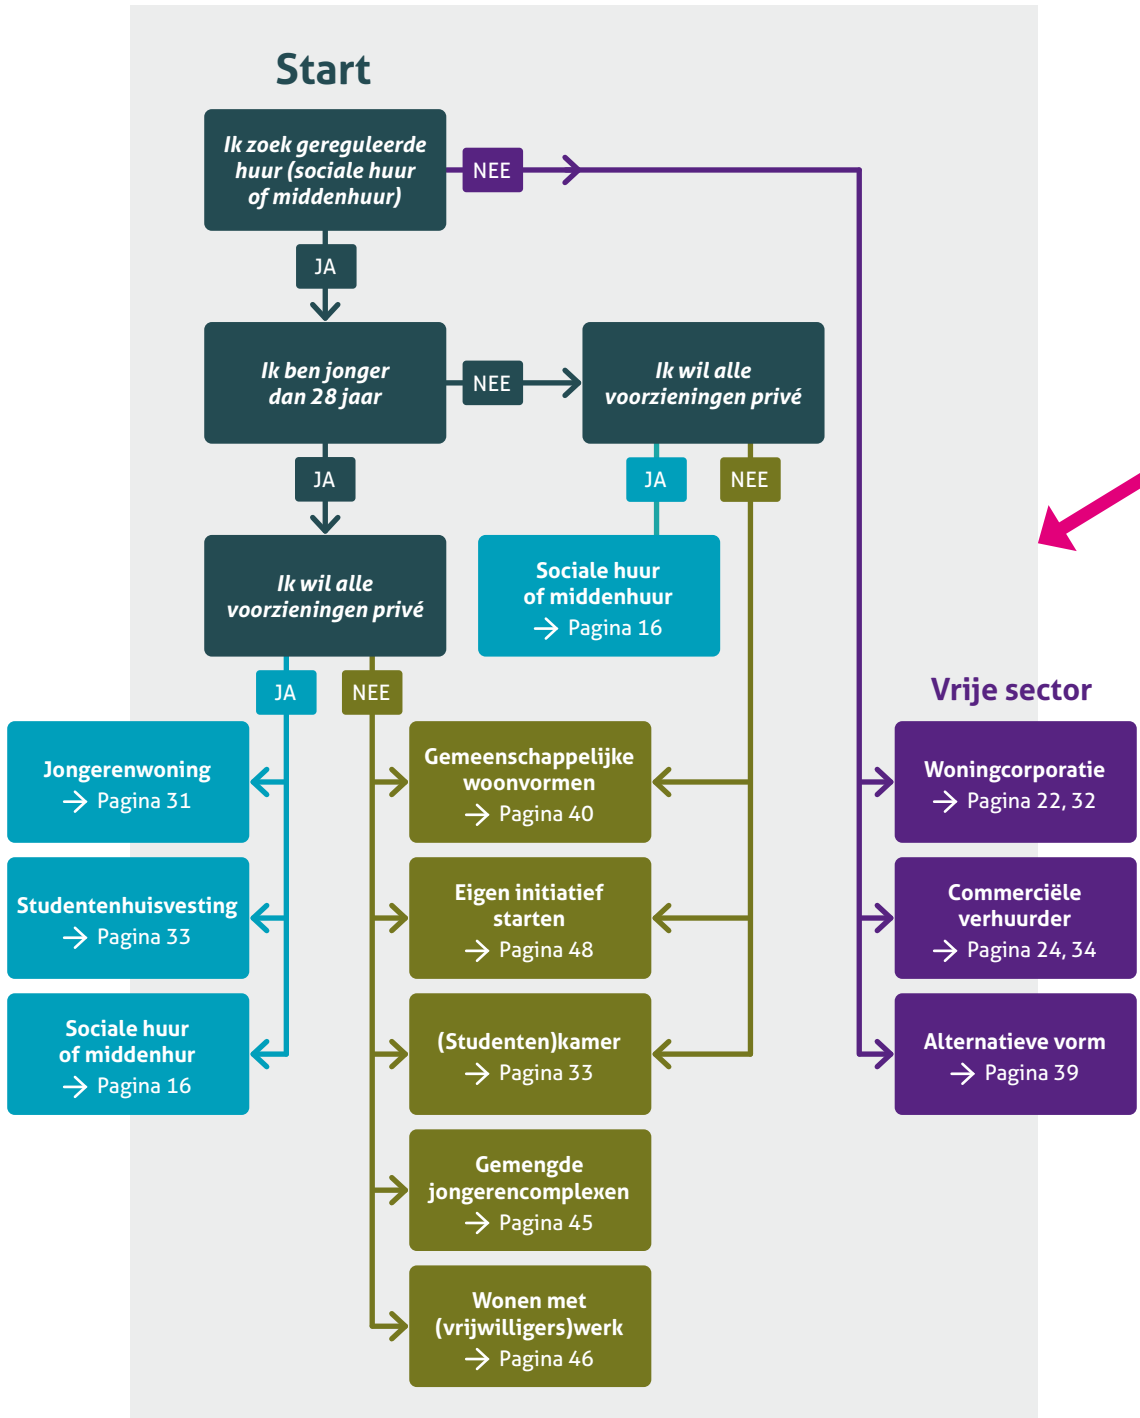 Start
Ik zoek gereguleerde
huur (sociale huur
of middenhuur)
NEE
JA
Ik ben jonger
dan 28 jaar
NEE
Ik wil alle
voorzieningen privé
JA
JA
NEE
Ik wil alle
voorzieningen privé
Sociale huur
of middenhuur
→ Pagina 16
JA
NEE
Vrije sector
Jongerenwoning
→ Pagina 31
Studentenhuisvesting
→ Pagina 33
Sociale huur
of middenhur
→ Pagina 16
Gemeenschappelijke
woonvormen
→ Pagina 40
Eigen initiatief
starten
→ Pagina 48
(Studenten)kamer
→ Pagina 33
Gemengde
jongerencomplexen
→ Pagina 45
Wonen met
(vrijwilligers)werk
→ Pagina 46
Woningcorporatie
→ Pagina 22, 32
Commerciële
verhuurder
→ Pagina 24, 34
Alternatieve vorm
→ Pagina 39